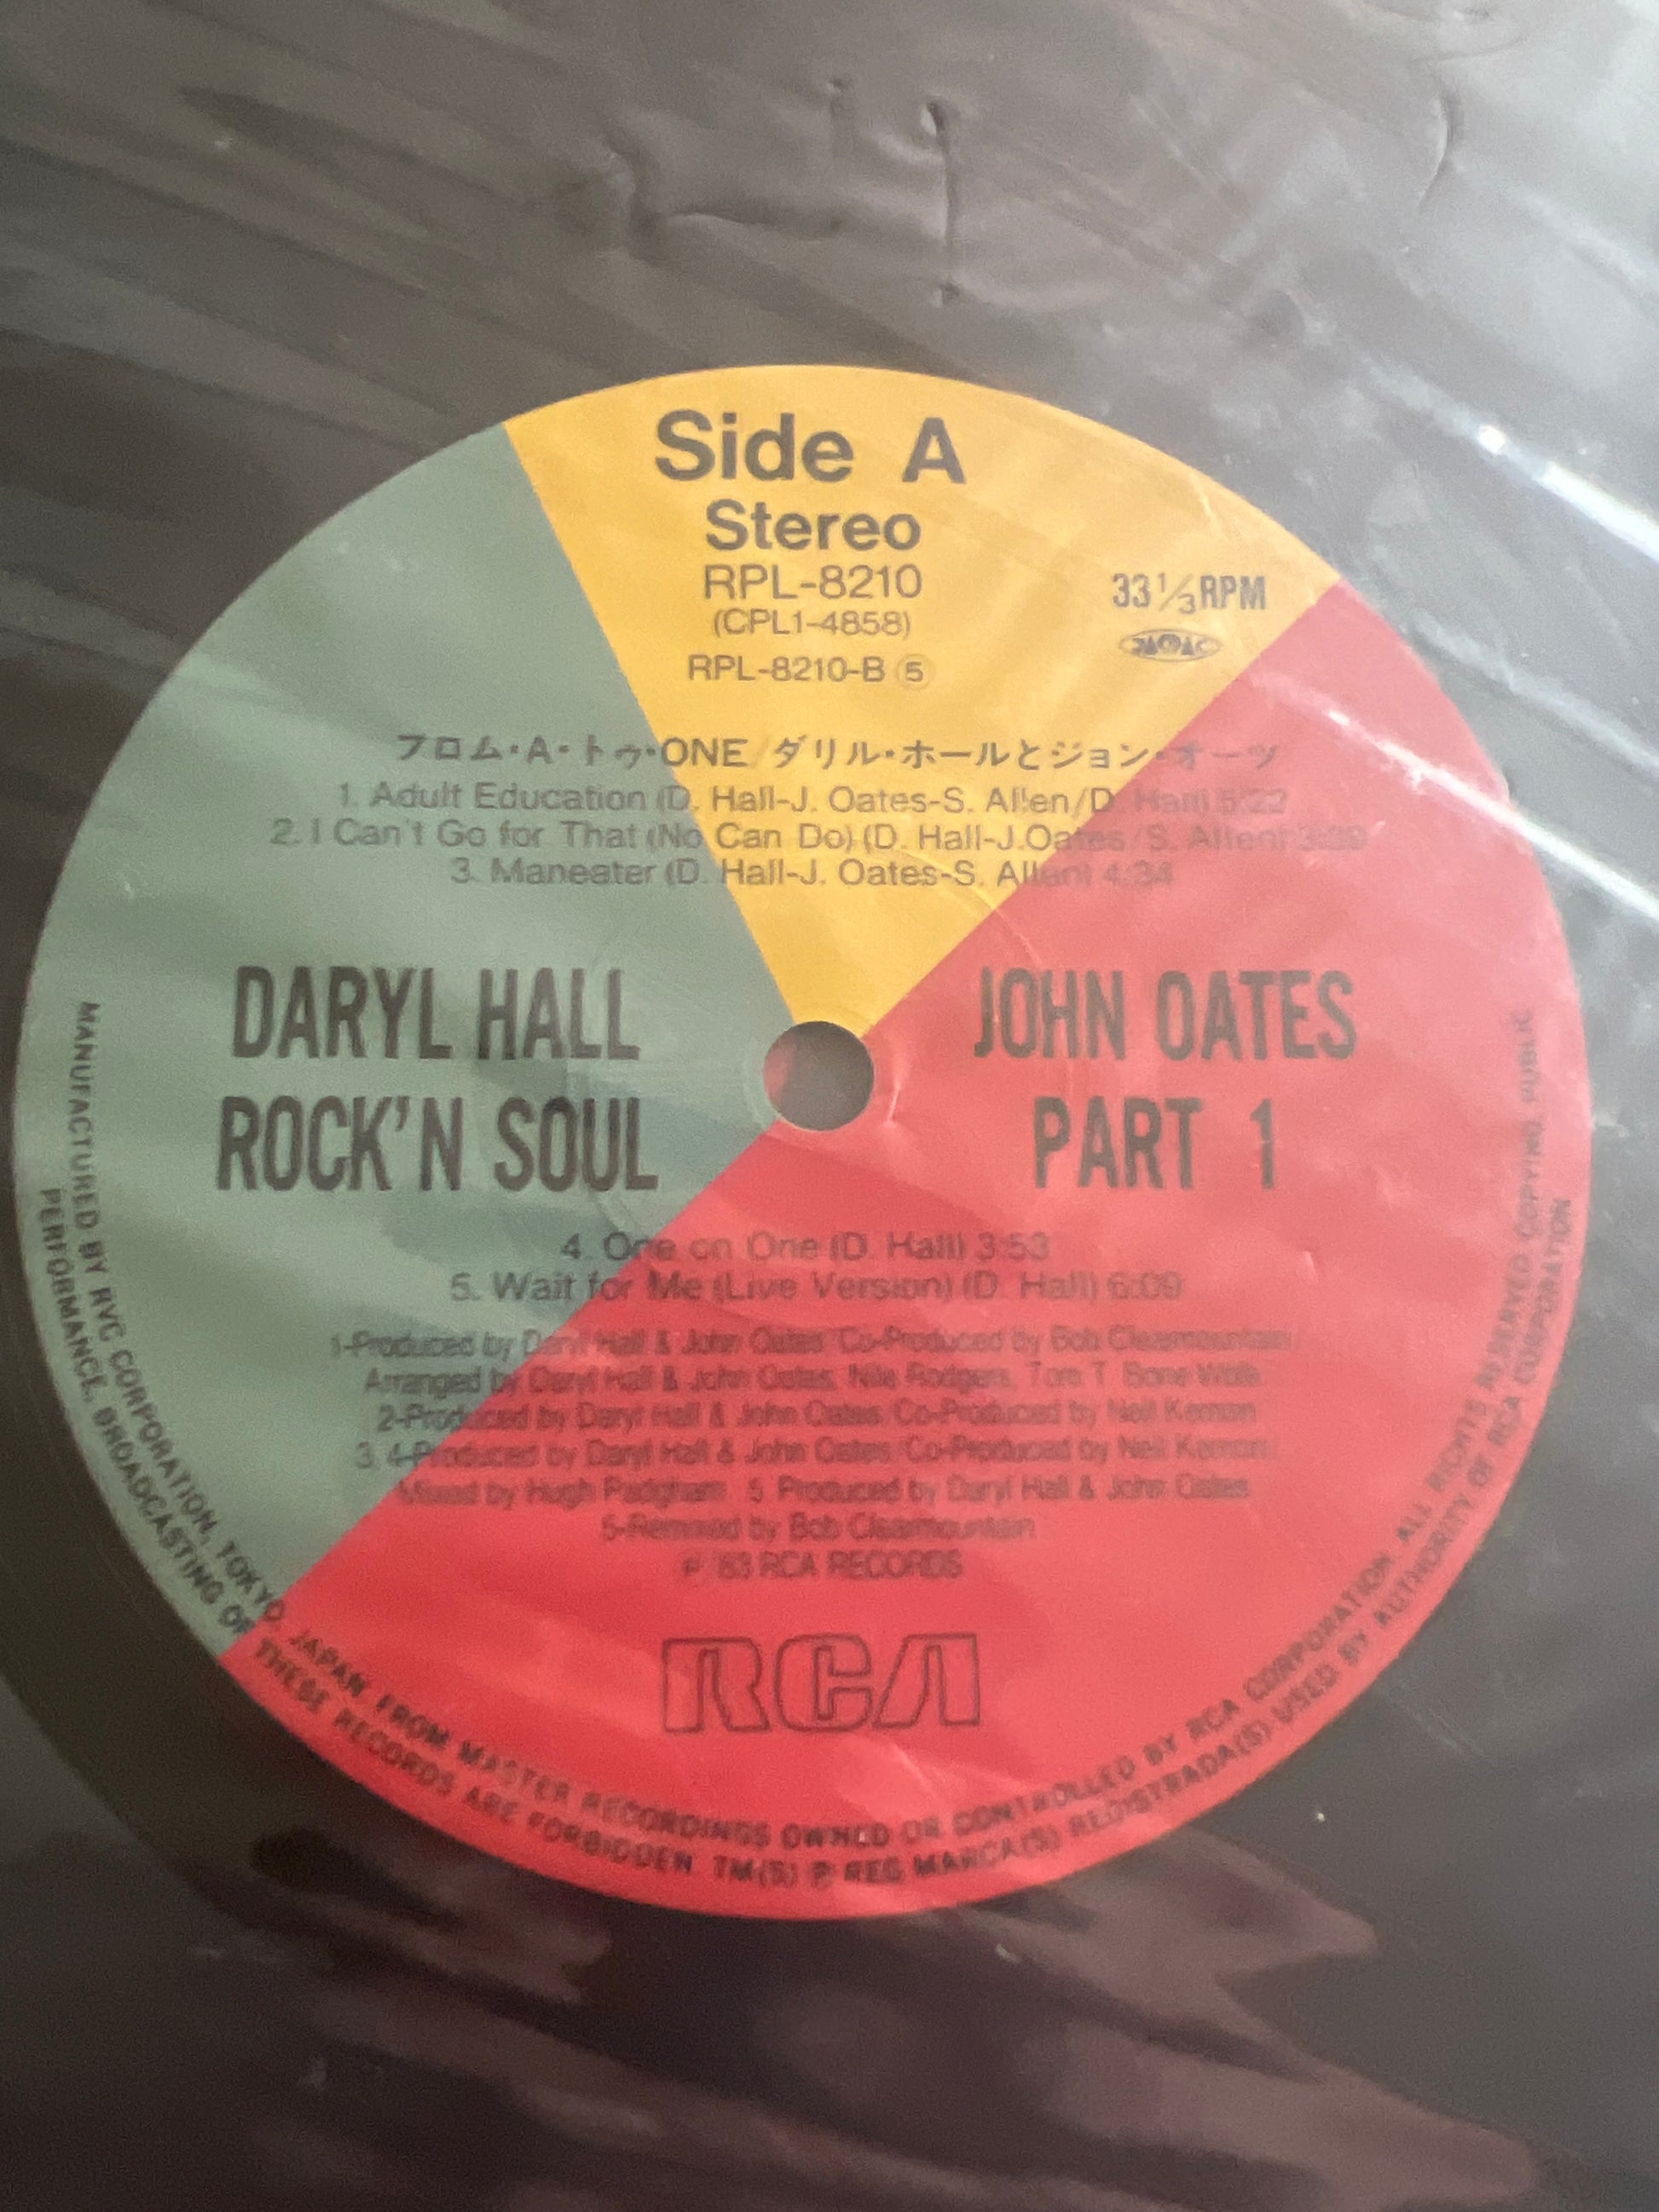 Side A
Stereo
RPL-8210
(CPL1-4858)
RPL-8210-B ⑤
33 1/3 RPM
フロム・A・トゥ・ONE/ダリル・ホールとジョン・オーツ
1. Adult Education (D. Hall-J. Oates-S. Allen/D. Hall) 5:22
2. I Can't Go for That (No Can Do) (D. Hall-J.Oates/S. Allen) 3:39
3. Maneater (D. Hall-J. Oates-S. Allen) 4:34
DARYL HALL JOHN OATES
ROCK'N SOUL PART 1
4. One on One (D. Hall) 3:53
5. Wait for Me (Live Version) (D. Hall) 6:09
1-Produced by Daryl Hall & John Oates/Co-Produced by Bob Clearmountain
Arranged by Daryl Hall & John Oates, Nile Rodgers, Tom T Bone Wolk
2-Produced by Daryl Hall & John Oates/Co-Produced by Neil Kernon
3, 4-Produced by Daryl Hall & John Oates/Co-Produced by Neil Kernon/
Mixed by Hugh Padgham 5. Produced by Daryl Hall & John Oates
5-Remixed by Bob Clearmountain
℗ '83 RCA RECORDS
RCA
MANUFACTURED BY RVC CORPORATION, TOKYO, JAPAN FROM MASTER RECORDINGS OWNED OR CONTROLLED BY RCA CORPORATION. ALL RIGHTS RESERVED COPYING, PUBLIC
PERFORMANCE, BROADCASTING OF THESE RECORDS ARE FORBIDDEN TM(S) ® REG MARCA(S) REGISTRADA(S) USED BY AUTHORITY OF RCA CORPORATION